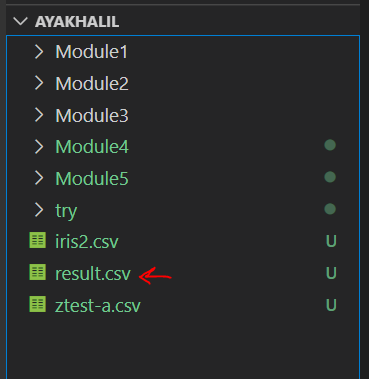 AYAKHALIL
Module1
Module2
Module3
Module4
Module5
try
iris2.csv U
result.csv U
ztest-a.csv U